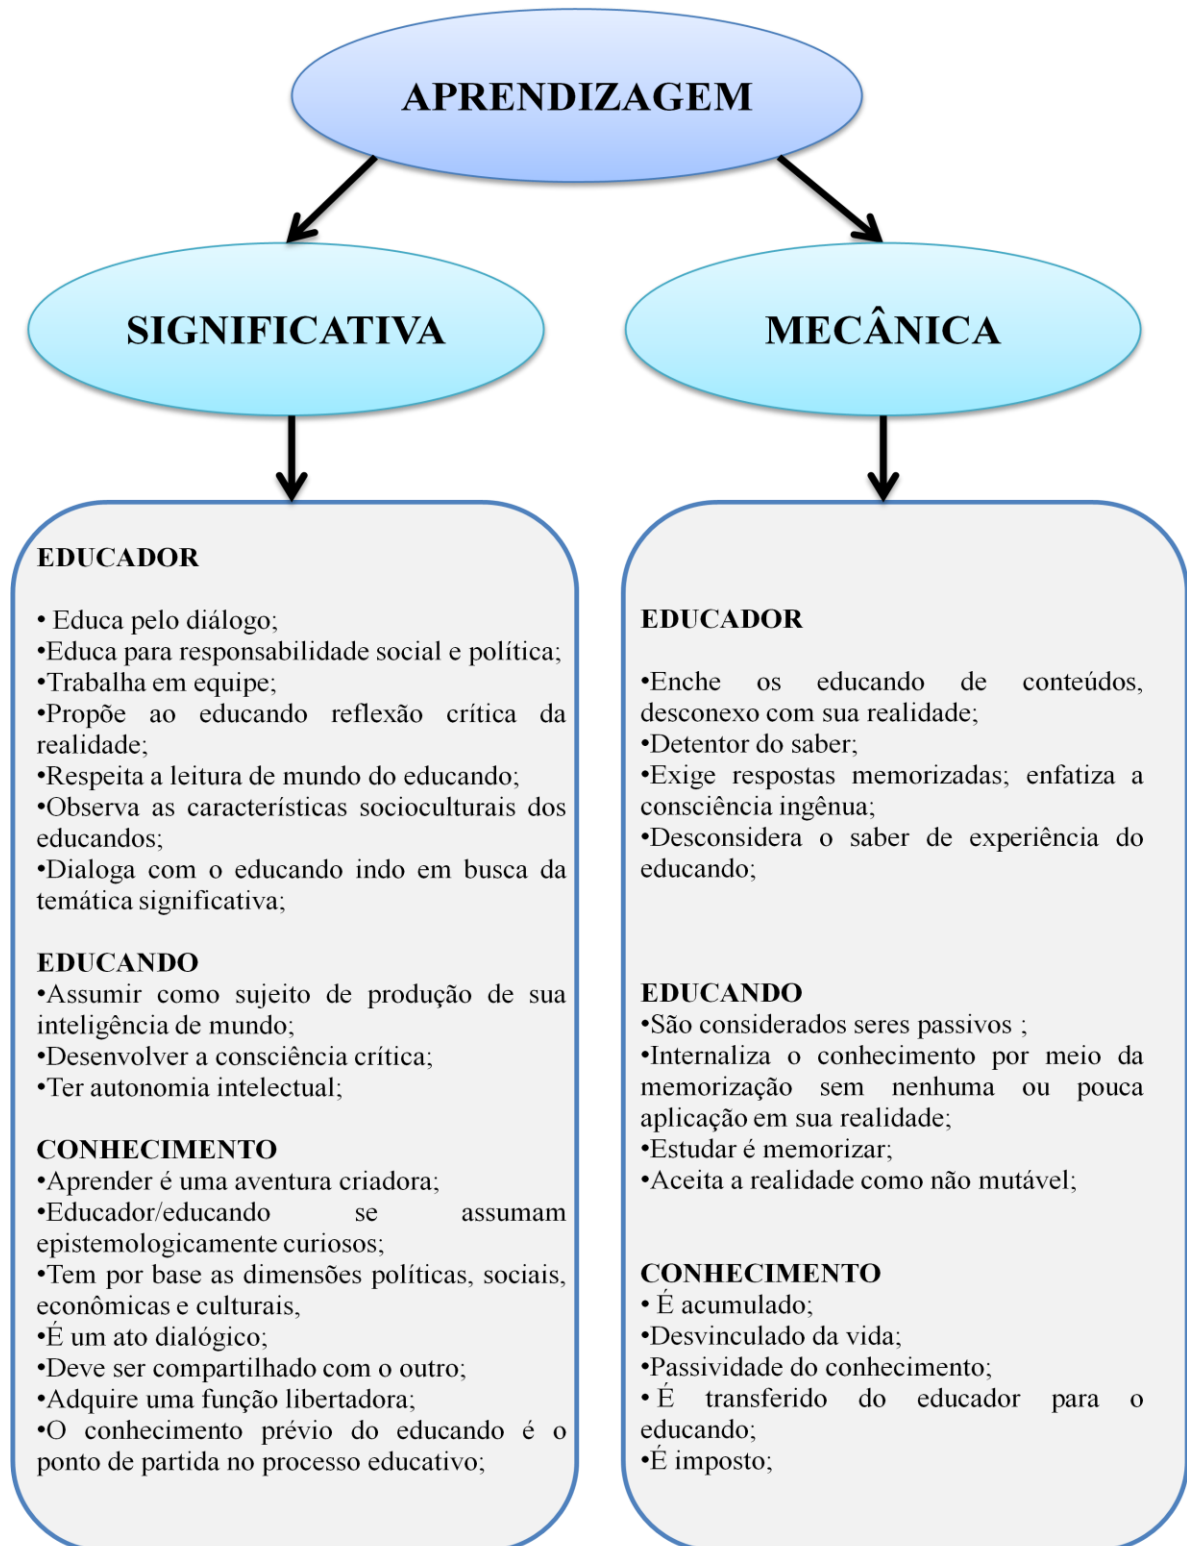 APRENDIZAGEM
SIGNIFICATIVA
MECÂNICA
EDUCADOR
• Educa pelo diálogo;
•Educa para responsabilidade social e política;
•Trabalha em equipe;
•Propõe ao educando reflexão crítica da
realidade;
•Respeita a leitura de mundo do educando;
•Observa as características socioculturais dos
educandos;
•Dialoga com o educando indo em busca da
temática significativa;
EDUCANDO
•Assumir como sujeito de produção de sua
inteligência de mundo;
•Desenvolver a consciência crítica;
•Ter autonomia intelectual;
CONHECIMENTO
•Aprender é uma aventura criadora;
•Educador/educando se assumam
epistemologicamente curiosos;
•Tem por base as dimensões políticas, sociais,
econômicas e culturais,
•É um ato dialógico;
•Deve ser compartilhado com o outro;
•Adquire uma função libertadora;
•O conhecimento prévio do educando é o
ponto de partida no processo educativo;
EDUCADOR
•Enche os educando de conteúdos,
desconexo com sua realidade;
•Detentor do saber;
•Exige respostas memorizadas; enfatiza a
consciência ingênua;
•Desconsidera o saber de experiência do
educando;
EDUCANDO
•São considerados seres passivos ;
•Internaliza o conhecimento por meio da
memorização sem nenhuma ou pouca
aplicação em sua realidade;
•Estudar é memorizar;
•Aceita a realidade como não mutável;
CONHECIMENTO
• É acumulado;
•Desvinculado da vida;
•Passividade do conhecimento;
• É transferido do educador para o
educando;
•É imposto;